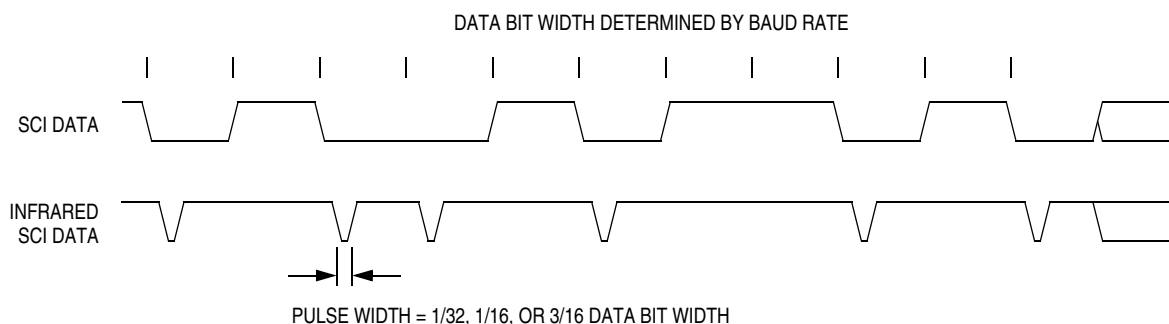 DATA BIT WIDTH DETERMINED BY BAUD RATE
SCI DATA
INFRARED
SCI DATA
PULSE WIDTH = 1/32, 1/16, OR 3/16 DATA BIT WIDTH